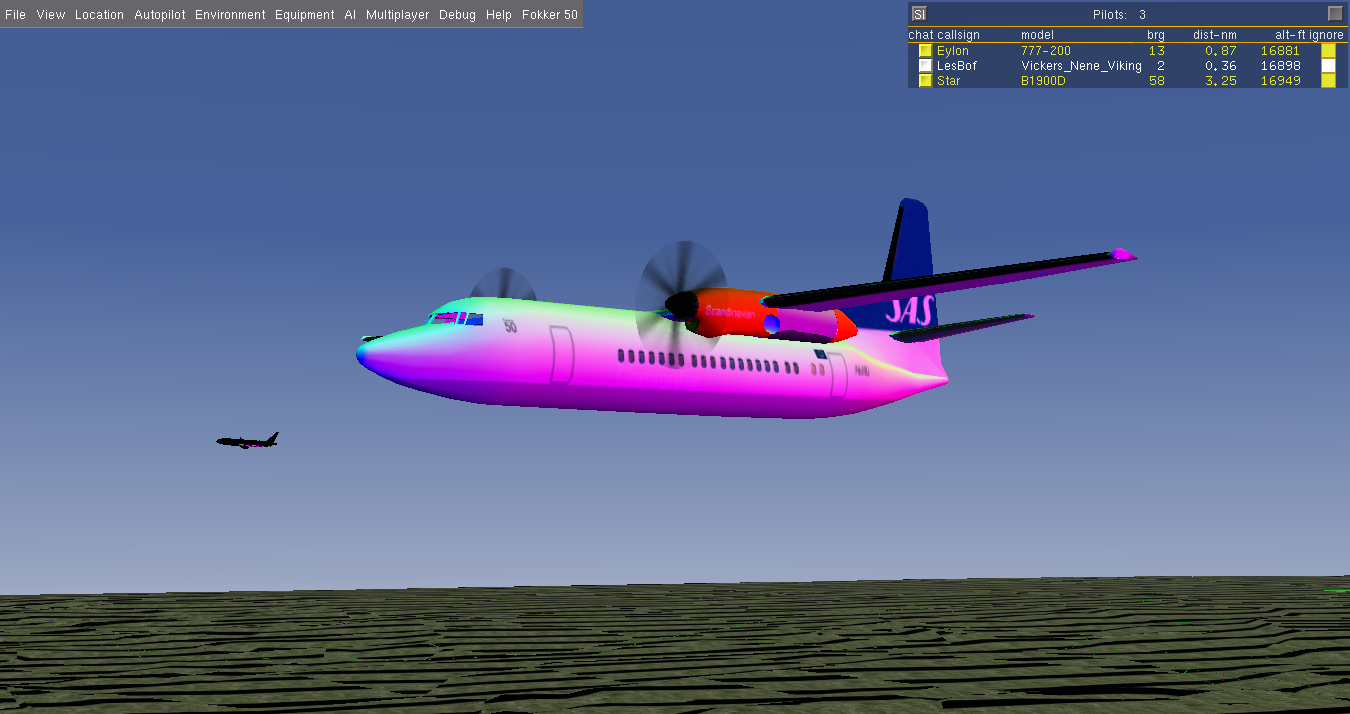 File View Location Autopilot Environment Equipment AI Multiplayer Debug Help Fokker 50
SI Pilots: 3
chat callsign model brg dist-nm alt-ft ignore
Eylon 777-200 13 0.87 16881
LesBof Vickers_Nene_Viking 2 0.36 16898
Star B1900D 58 3.25 16949
SAS
Scandinavian
50